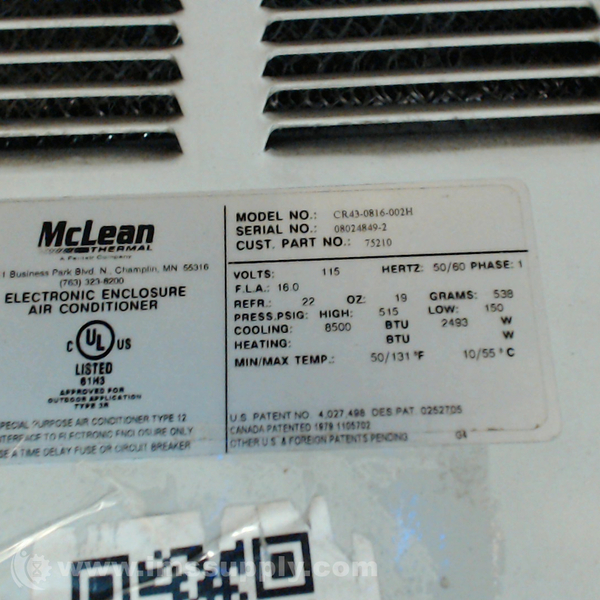 McLean
THERMAL
A Pentair Company
1 Business Park Blvd. N., Champlin, MN 55316
(763) 323-8200
ELECTRONIC ENCLOSURE
AIR CONDITIONER
C UL US
LISTED
61H3
APPROVED FOR
OUTDOOR APPLICATION
TYPE 3R
SPECIAL PURPOSE AIR CONDITIONER TYPE 12
INTERFACE TO ELECTRONIC ENCLOSURE ONLY
USE A TIME DELAY FUSE OR CIRCUIT BREAKER
MODEL NO.: CR43-0816-002H
SERIAL NO.: 08024849-2
CUST. PART NO.: 75210
VOLTS: 115 HERTZ: 50/60 PHASE: 1
F.L.A: 16.0
REFR.: 22 OZ: 19 GRAMS: 538
PRESS.PSIG: HIGH: 515 LOW: 150
COOLING: 8500 BTU 2493 W
HEATING: BTU W
MIN/MAX TEMP.: 50/131 °F 10/55 °C
U.S. PATENT NO. 4,027,498 DES.PAT. 0252705
CANADA PATENTED 1979 1105702
OTHER U.S. & FOREIGN PATENTS PENDING G4
www.limssupply.com